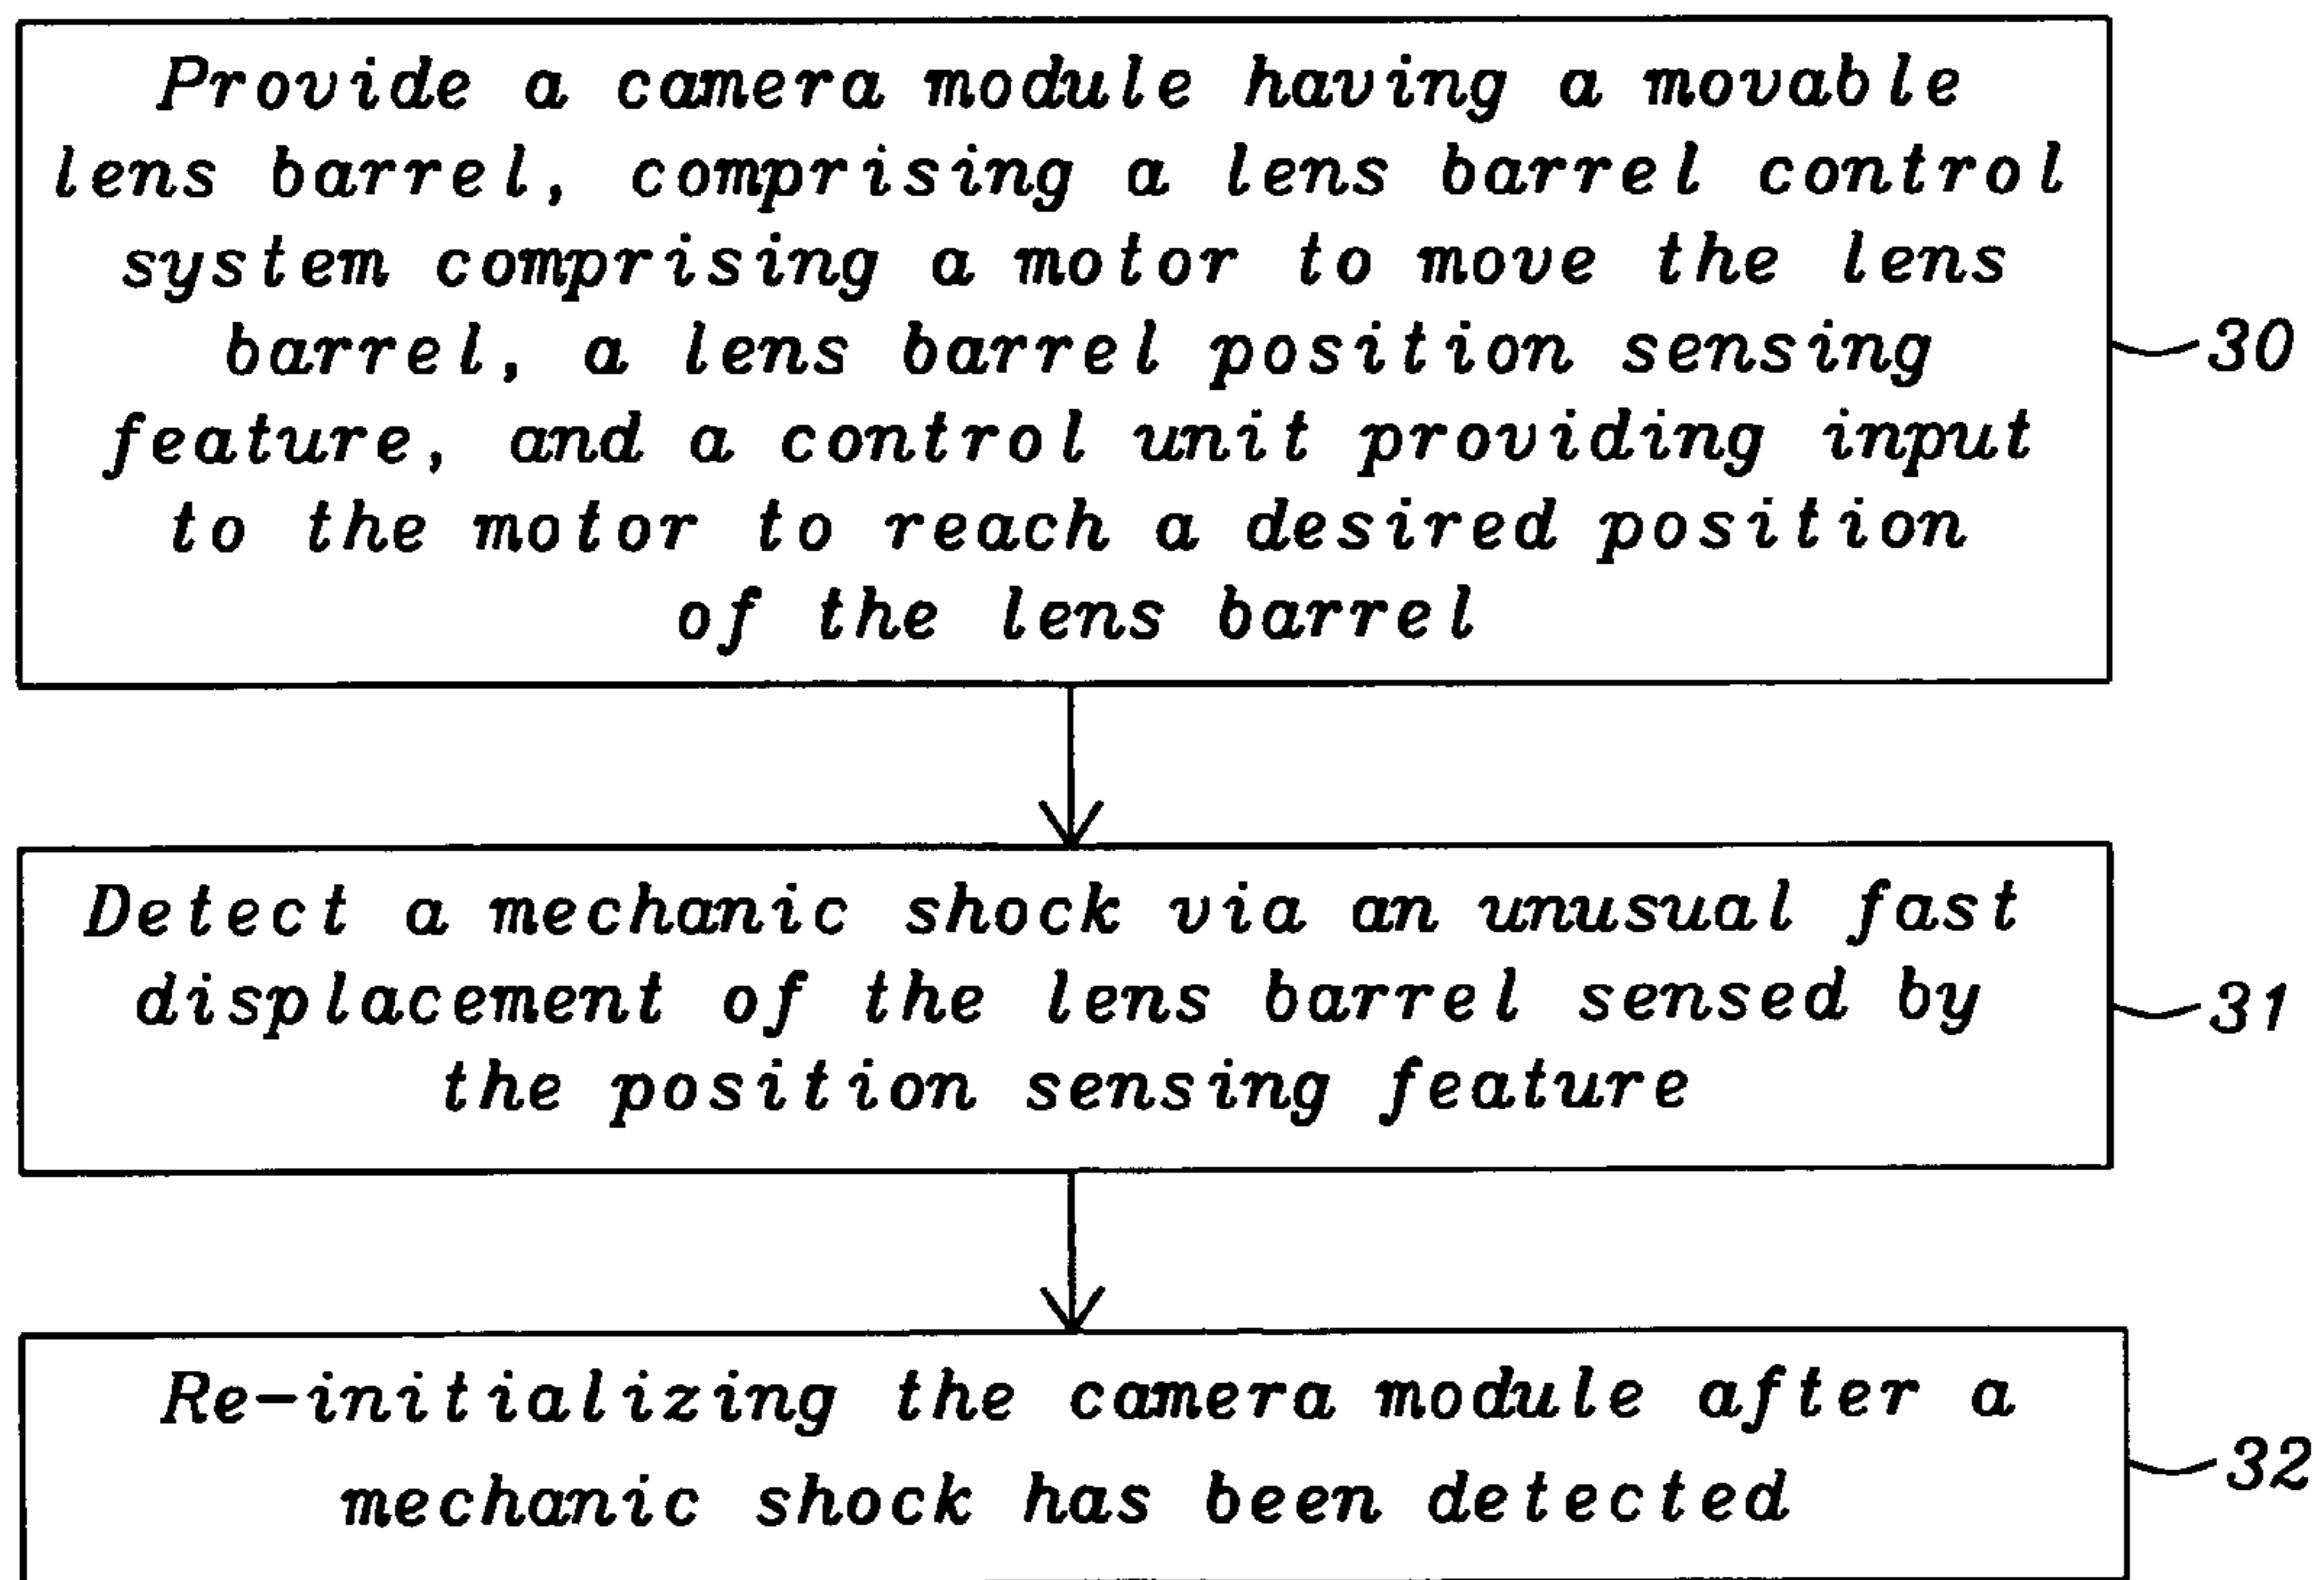 Provide a camera module having a movable
lens barrel, comprising a lens barrel control
system comprising a motor to move the lens
barrel, a lens barrel position sensing
feature, and a control unit providing input
to the motor to reach a desired position
of the lens barrel
30
Detect a mechanic shock via an unusual fast
displacement of the lens barrel sensed by
the position sensing feature
31
Re-initializing the camera module after a
mechanic shock has been detected
32